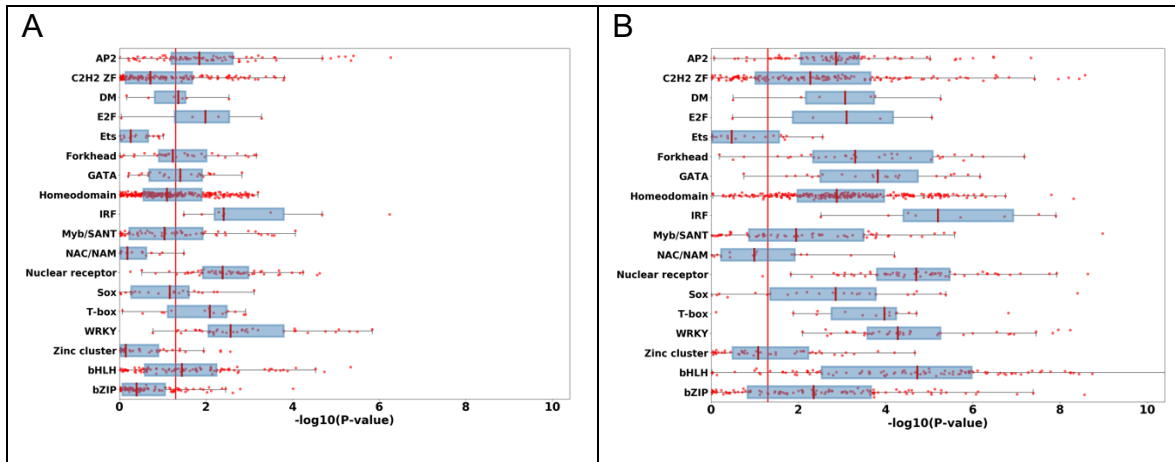 A
AP2
C2H2 ZF
DM
E2F
Ets
Forkhead
GATA
Homeodomain
IRF
Myb/SANT
NAC/NAM
Nuclear receptor
Sox
T-box
WRKY
Zinc cluster
bHLH
bZIP
0 2 4 6 8 10
-log10(P-value)
B
AP2
C2H2 ZF
DM
E2F
Ets
Forkhead
GATA
Homeodomain
IRF
Myb/SANT
NAC/NAM
Nuclear receptor
Sox
T-box
WRKY
Zinc cluster
bHLH
bZIP
0 2 4 6 8 10
-log10(P-value)